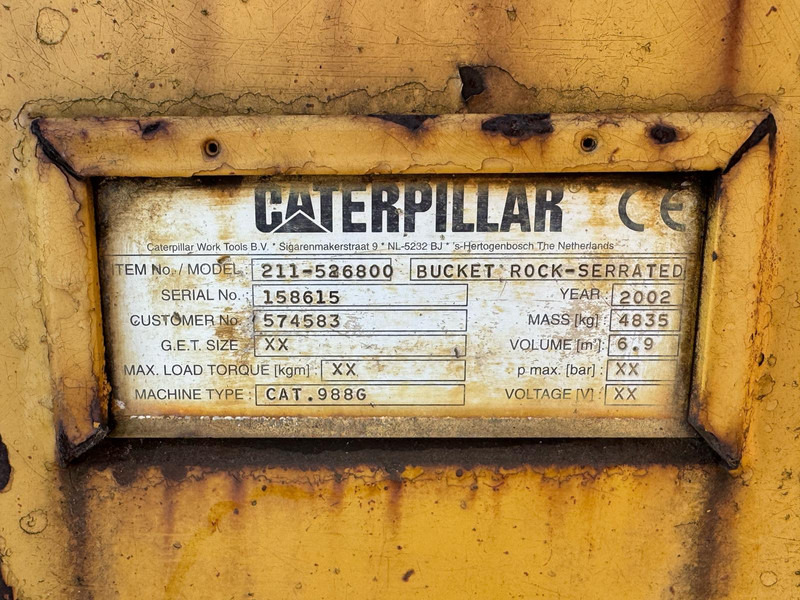 CATERPILLAR CE
Caterpillar Work Tools B.V. * Sigarenmakerstraat 9 * NL-5232 BJ * 's-Hertogenbosch The Netherlands
ITEM No. / MODEL : 211-526800 BUCKET ROCK-SERRATED
SERIAL No. : 158615 YEAR : 2002
CUSTOMER No. : 574583 MASS [kg] : 4835
G.E.T. SIZE : XX VOLUME [m³] : 6.9
MAX. LOAD TORQUE [kgm] : XX p max. [bar] : XX
MACHINE TYPE : CAT.988G VOLTAGE [V] : XX